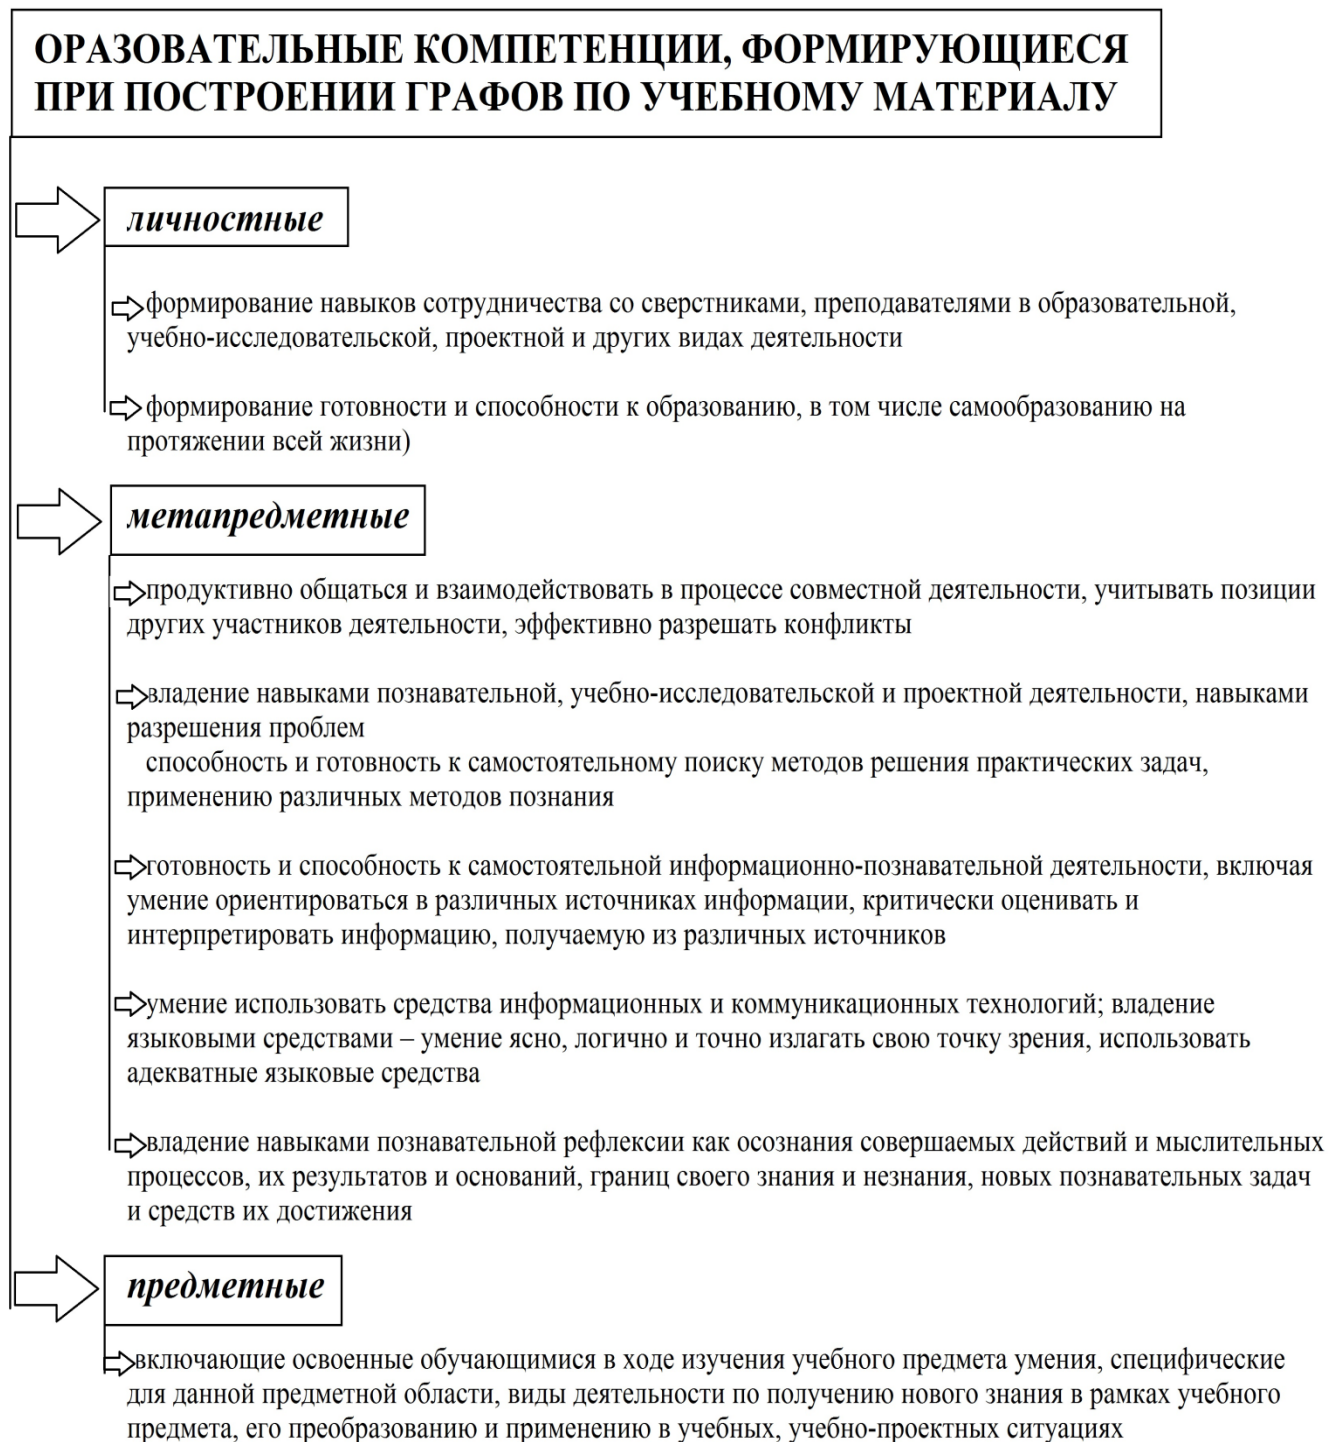 ОРАЗОВАТЕЛЬНЫЕ КОМПЕТЕНЦИИ, ФОРМИРУЮЩИЕСЯ
ПРИ ПОСТРОЕНИИ ГРАФОВ ПО УЧЕБНОМУ МАТЕРИАЛУ
личностные
формирование навыков сотрудничества со сверстниками, преподавателями в образовательной,
учебно-исследовательской, проектной и других видах деятельности
формирование готовности и способности к образованию, в том числе самообразованию на
протяжении всей жизни)
метапредметные
продуктивно общаться и взаимодействовать в процессе совместной деятельности, учитывать позиции
других участников деятельности, эффективно разрешать конфликты
владение навыками познавательной, учебно-исследовательской и проектной деятельности, навыками
разрешения проблем
способность и готовность к самостоятельному поиску методов решения практических задач,
применению различных методов познания
готовность и способность к самостоятельной информационно-познавательной деятельности, включая
умение ориентироваться в различных источниках информации, критически оценивать и
интерпретировать информацию, получаемую из различных источников
умение использовать средства информационных и коммуникационных технологий; владение
языковыми средствами – умение ясно, логично и точно излагать свою точку зрения, использовать
адекватные языковые средства
владение навыками познавательной рефлексии как осознания совершаемых действий и мыслительных
процессов, их результатов и оснований, границ своего знания и незнания, новых познавательных задач
и средств их достижения
предметные
включающие освоенные обучающимися в ходе изучения учебного предмета умения, специфические
для данной предметной области, виды деятельности по получению нового знания в рамках учебного
предмета, его преобразованию и применению в учебных, учебно-проектных ситуациях